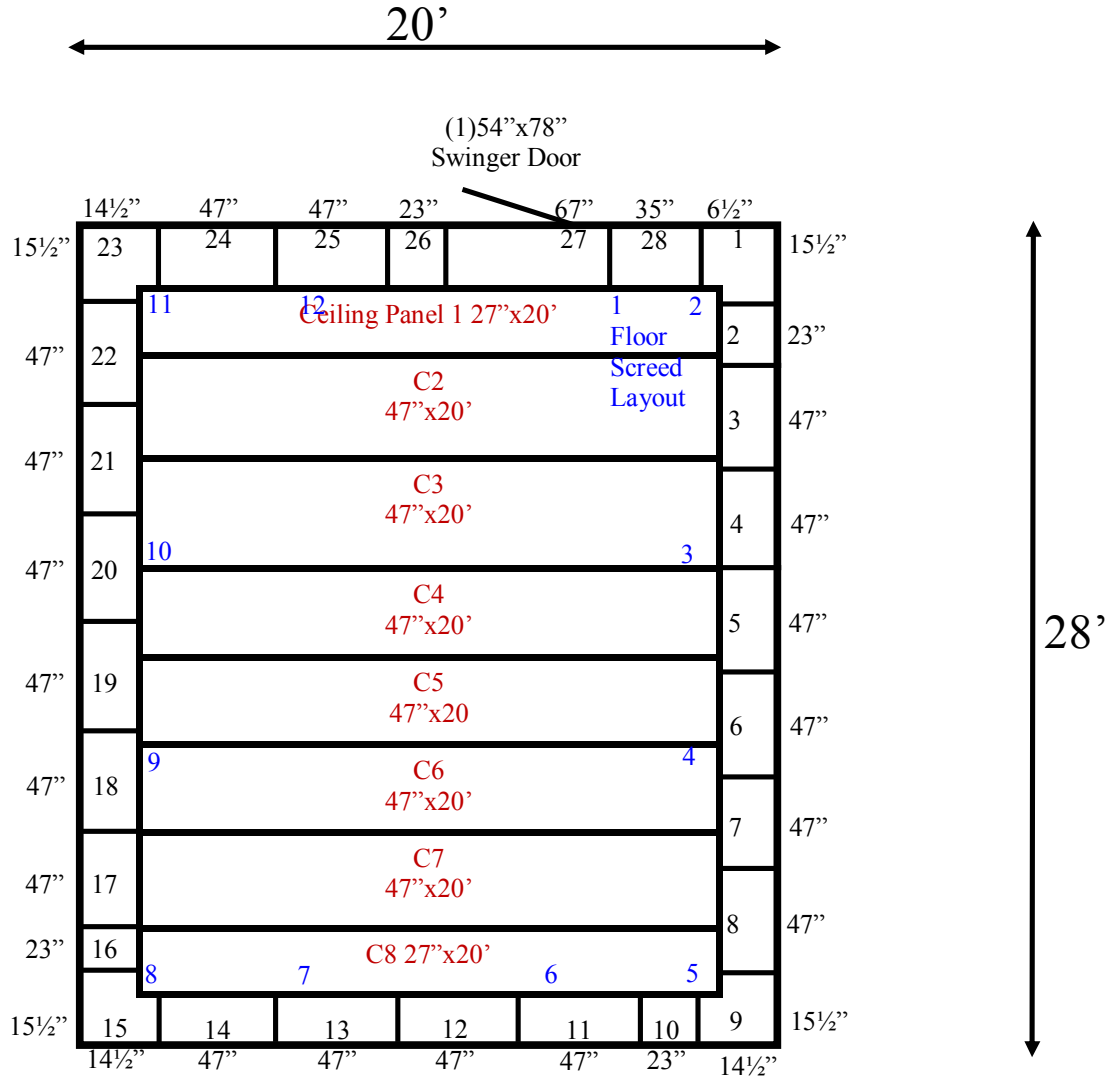 20’
(1)54”x78”
Swinger Door
14½” 47” 47” 23” 67” 35” 6½”
15½” 23 24 25 26 27 28 1 15½”
11 12 1 2
Ceiling Panel 1 27”x20’
2 23”
Floor
Screed
Layout
47” 22
C2
47”x20’
3 47”
47” 21
C3
47”x20’
4 47”
10 3
47” 20
C4
47”x20’
5 47”
28’
47” 19
C5
47”x20
6 47”
9 4
47” 18
C6
47”x20’
7 47”
47” 17
C7
47”x20’
8 47”
23” 16
C8 27”x20’
8 7 6 5
15½” 15 14 13 12 11 10 9 15½”
14½” 47” 47” 47” 47” 23” 14½”